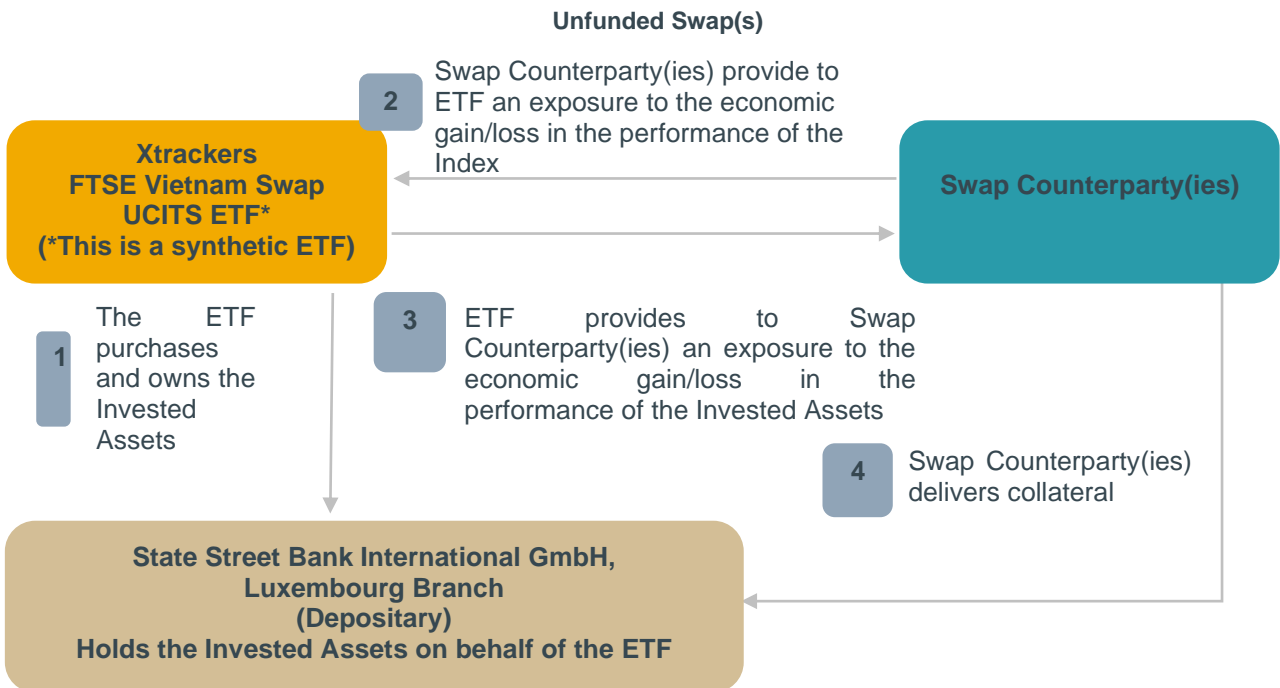 Unfunded Swap(s)
2
Swap Counterparty(ies) provide to
ETF an exposure to the economic
gain/loss in the performance of the
Index
Xtrackers
FTSE Vietnam Swap
UCITS ETF*
(*This is a synthetic ETF)
Swap Counterparty(ies)
1
The ETF
purchases
and owns the
Invested
Assets
3
ETF provides to Swap
Counterparty(ies) an exposure to the
economic gain/loss in the
performance of the Invested Assets
4
Swap Counterparty(ies)
delivers collateral
State Street Bank International GmbH,
Luxembourg Branch
(Depositary)
Holds the Invested Assets on behalf of the ETF